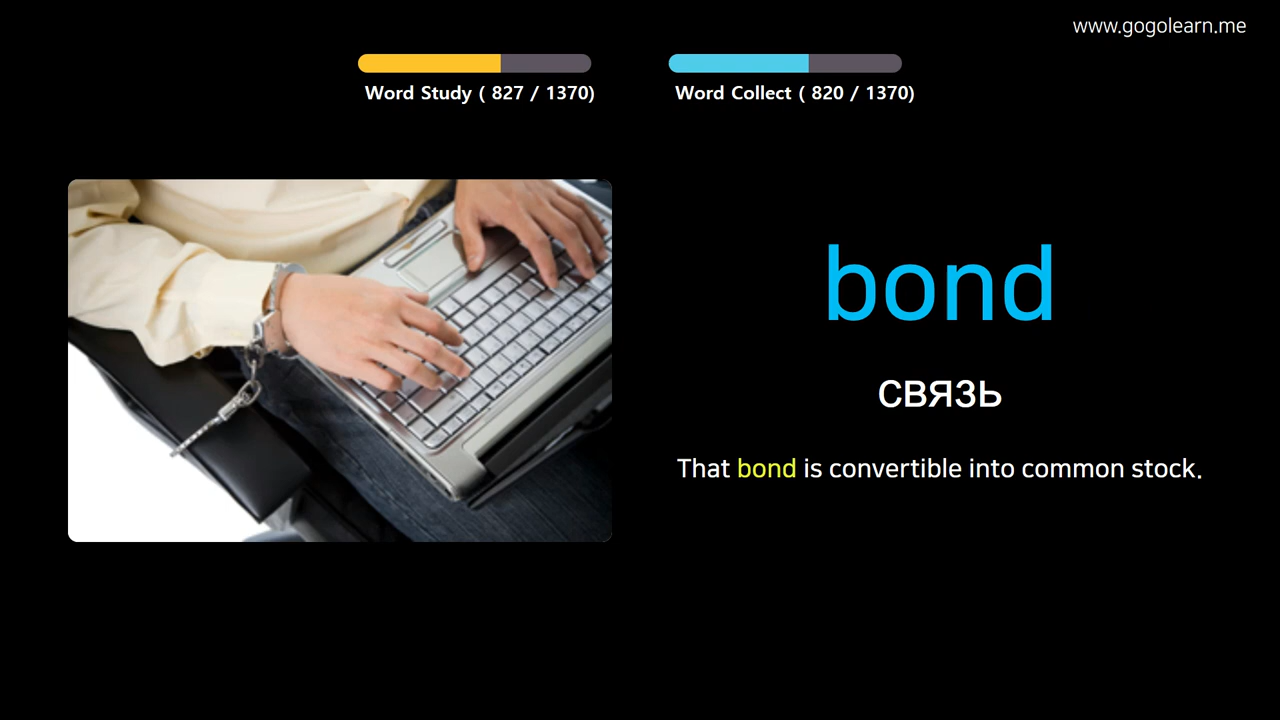 www.gogolearn.me
Word Study ( 827 / 1370)
Word Collect ( 820 / 1370)
bond
связь
That bond is convertible into common stock.